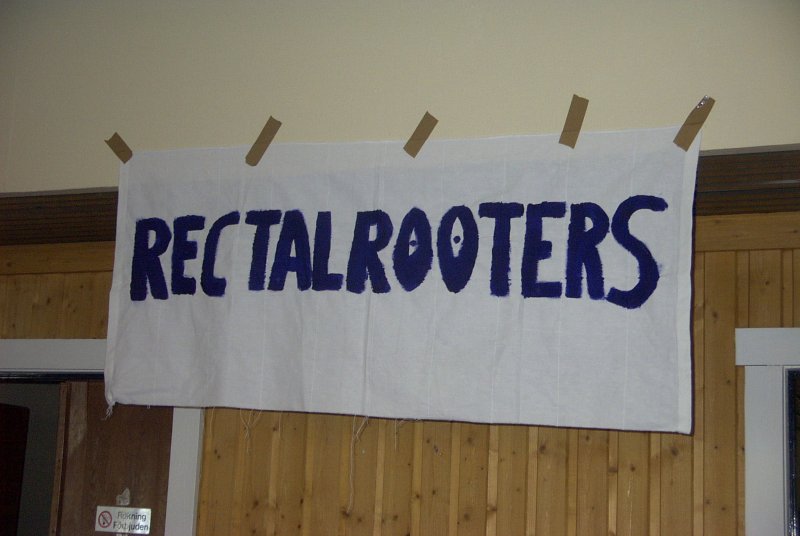 RECTALROOTERS
Rökning
Förbjuden